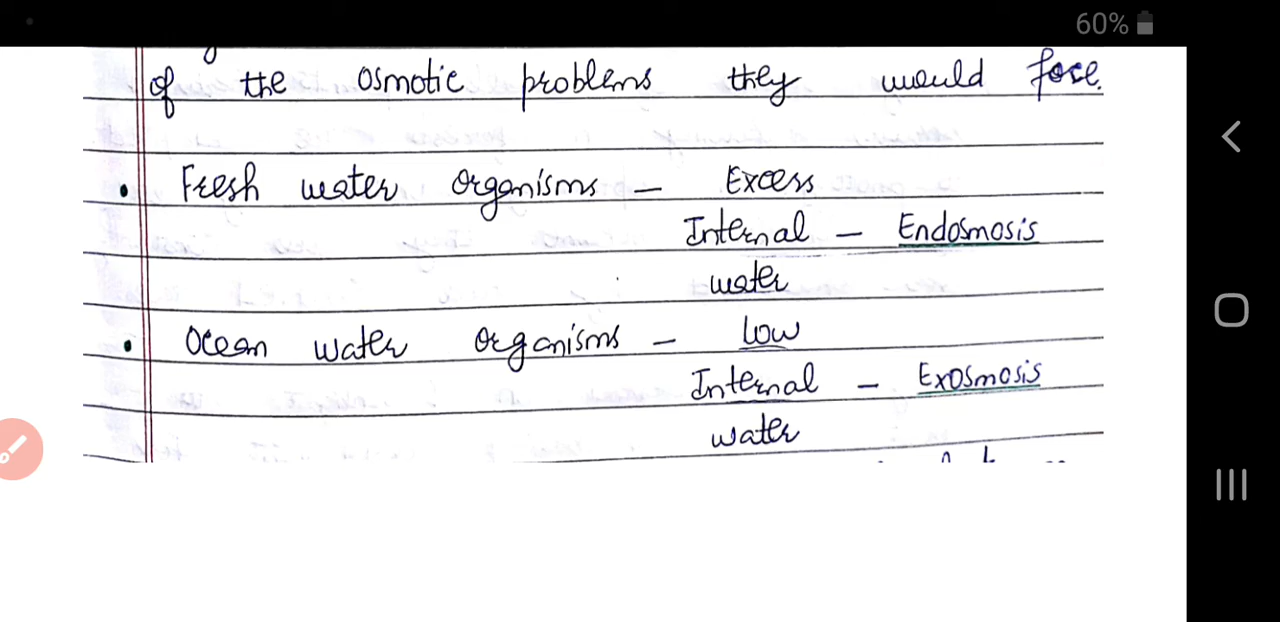 60%
of the osmotic problems they would face.
• Fresh water organisms – Excess
Internal – Endosmosis
water
• Ocean water organisms – low
Internal – Exosmosis
water